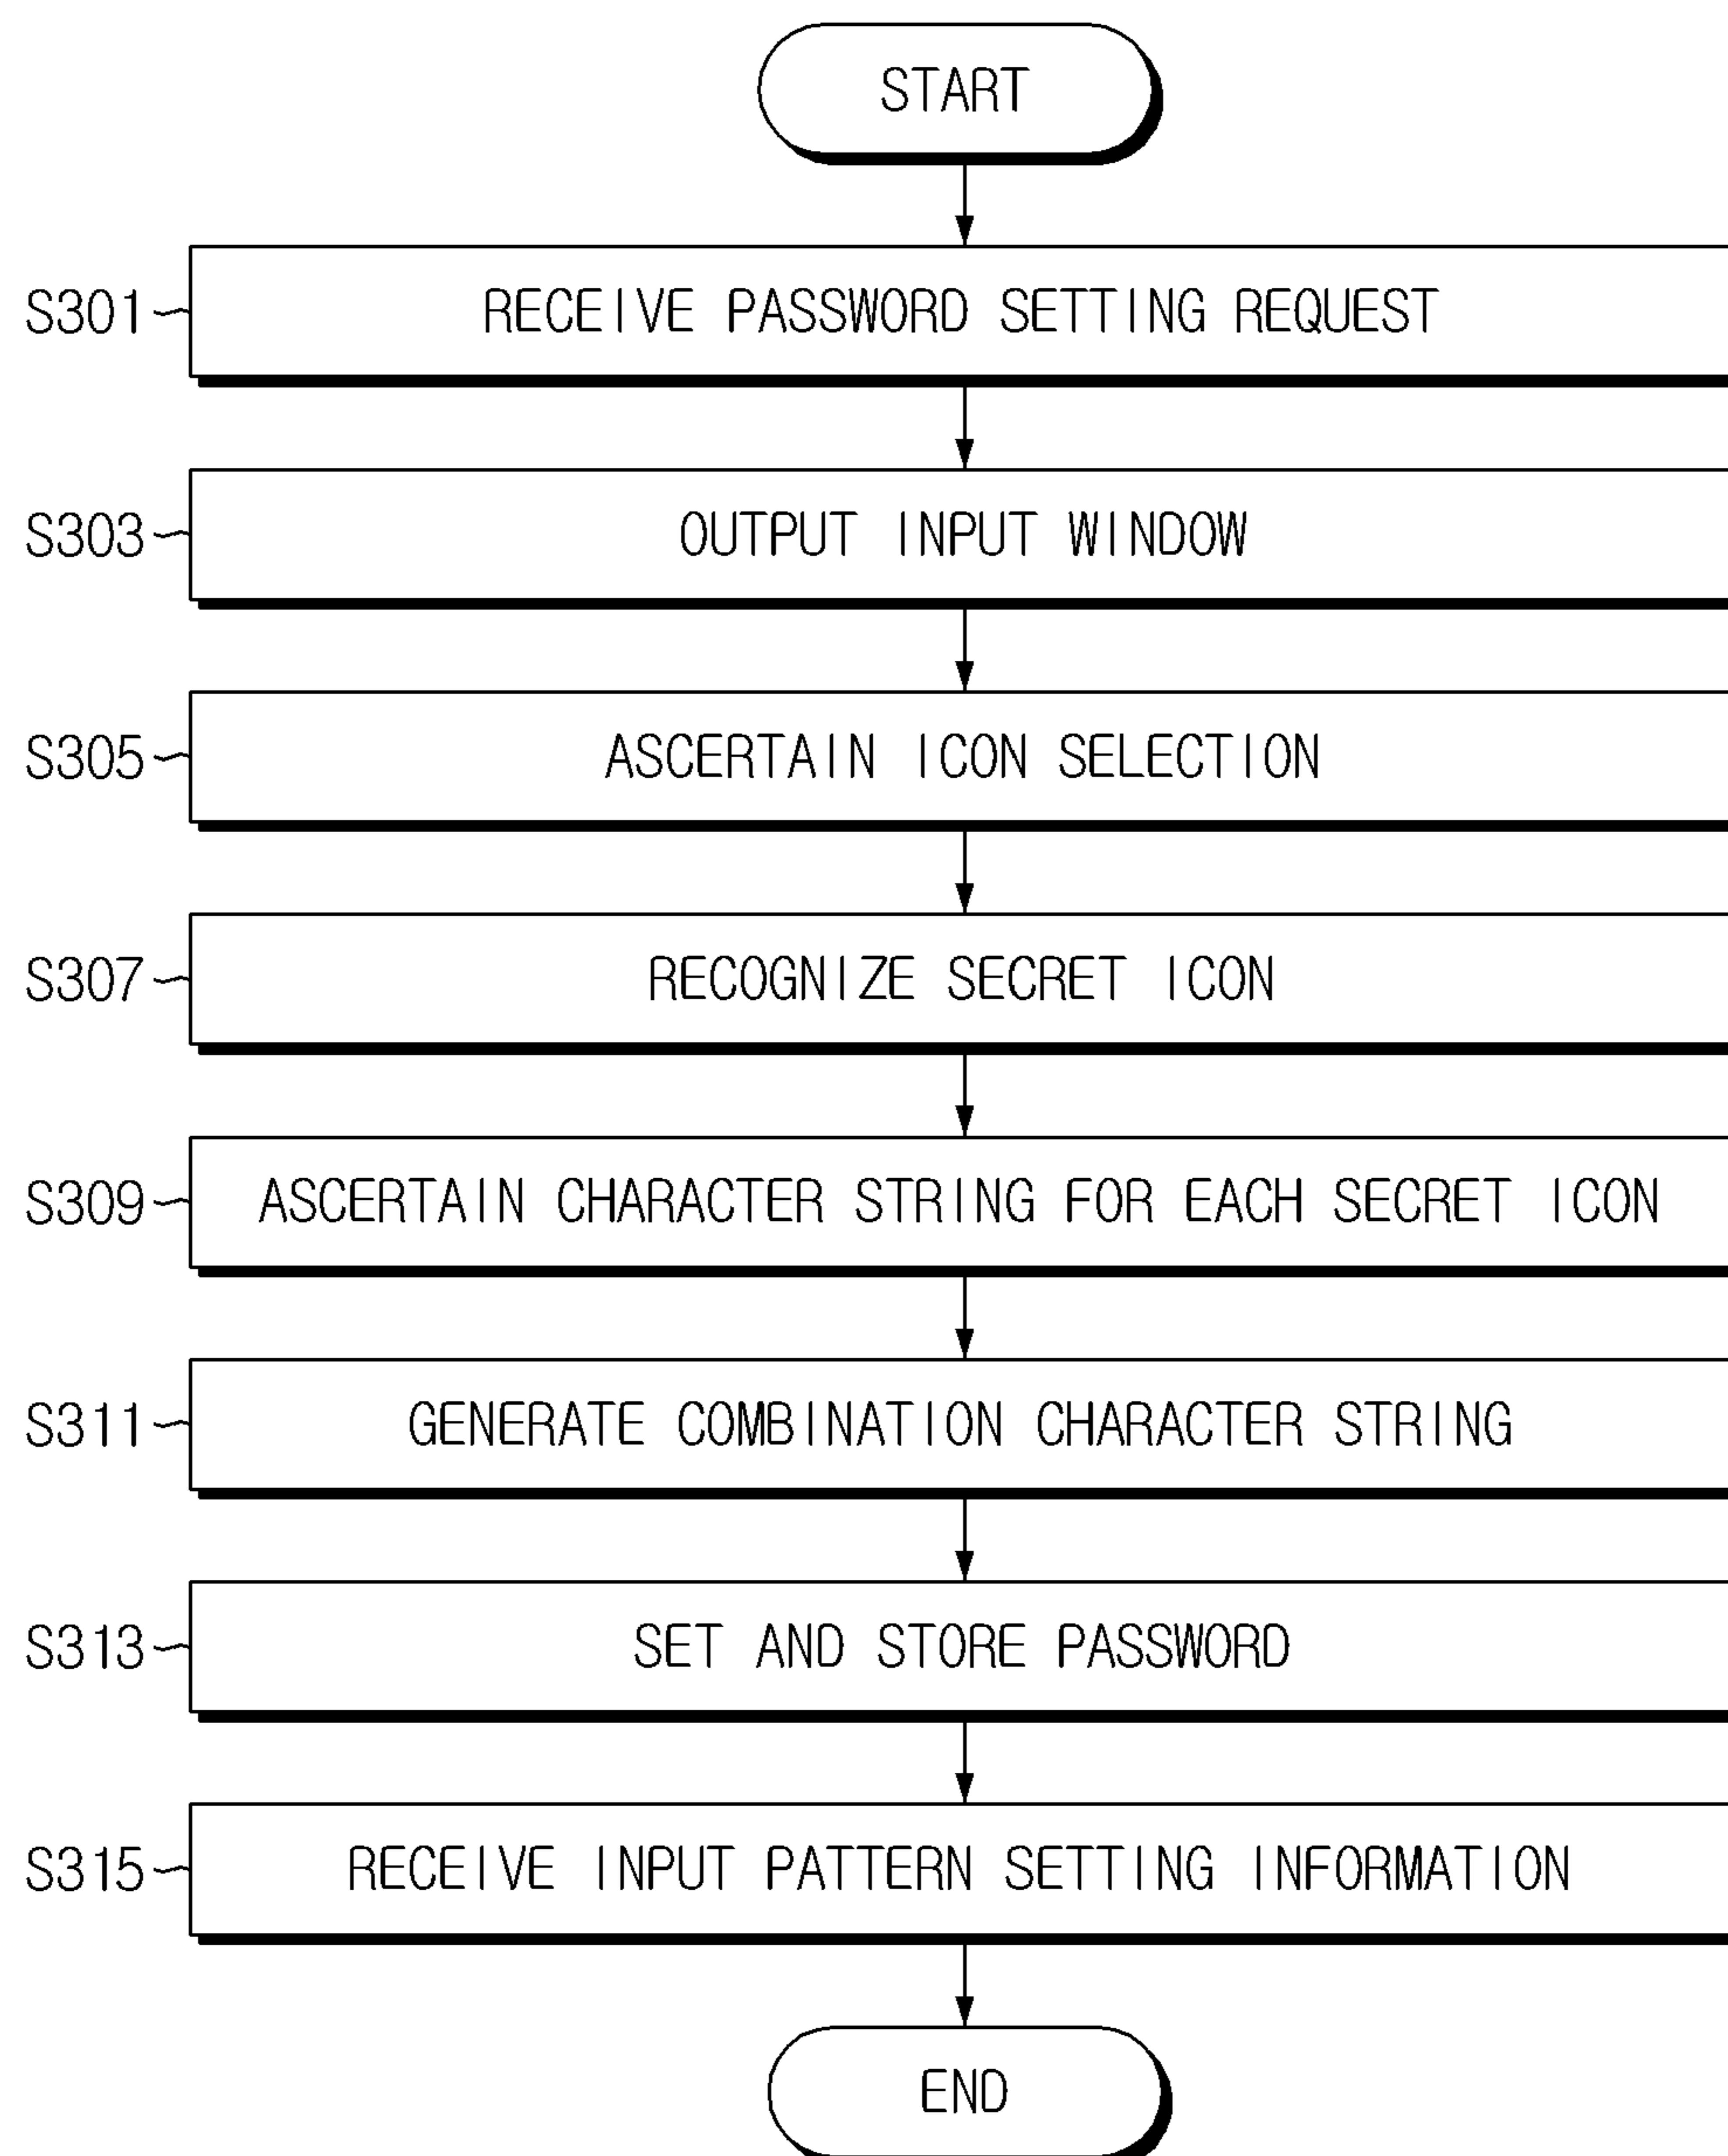 START
S301 RECEIVE PASSWORD SETTING REQUEST
S303 OUTPUT INPUT WINDOW
S305 ASCERTAIN ICON SELECTION
S307 RECOGNIZE SECRET ICON
S309 ASCERTAIN CHARACTER STRING FOR EACH SECRET ICON
S311 GENERATE COMBINATION CHARACTER STRING
S313 SET AND STORE PASSWORD
S315 RECEIVE INPUT PATTERN SETTING INFORMATION
END